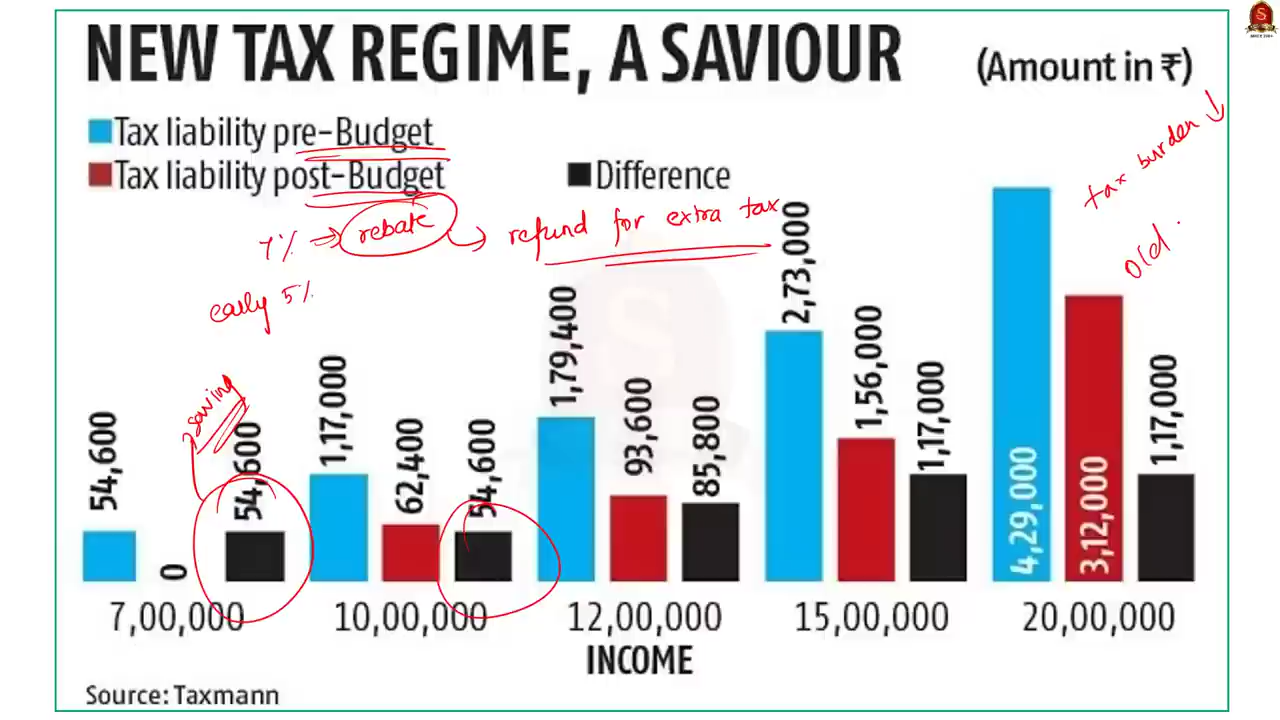 NEW TAX REGIME, A SAVIOUR
(Amount in ₹)
Tax liability pre-Budget
Tax liability post-Budget
Difference
tax burden ↓
old.
7% ⇒ rebate → refund for extra tax
early 5%
saving
54,600
0
54,600
1,17,000
62,400
54,600
1,79,400
93,600
85,800
2,73,000
1,56,000
1,17,000
4,29,000
3,12,000
1,17,000
7,00,000 10,00,000 12,00,000 15,00,000 20,00,000
INCOME
Source: Taxmann